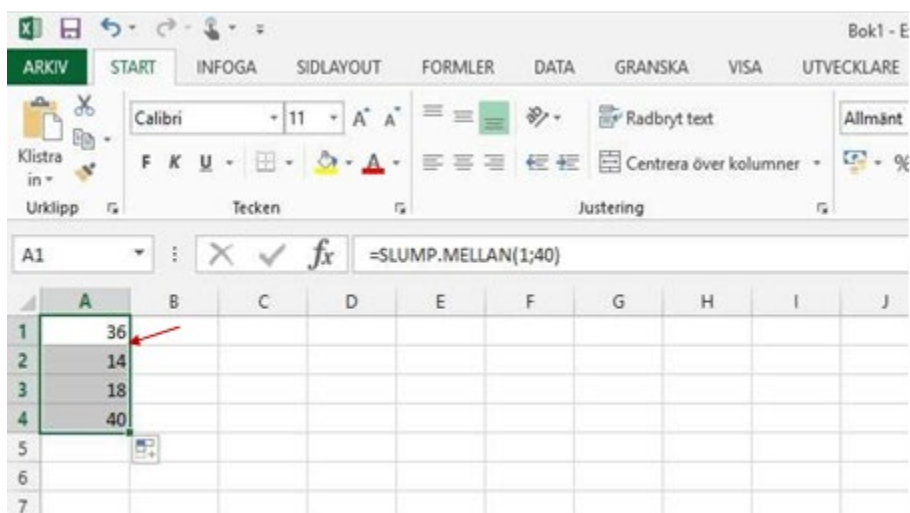 Bok1 - E
ARKIV START INFOGA SIDLAYOUT FORMLER DATA GRANSKA VISA UTVECKLARE
Calibri 11 A A Radbryt text Allmänt
Klistra in F K U A Centrera över kolumner %
Urklipp Tecken Justering
A1 fx =SLUMP.MELLAN(1;40)
A B C D E F G H I J
1 36
2 14
3 18
4 40
5
6
7